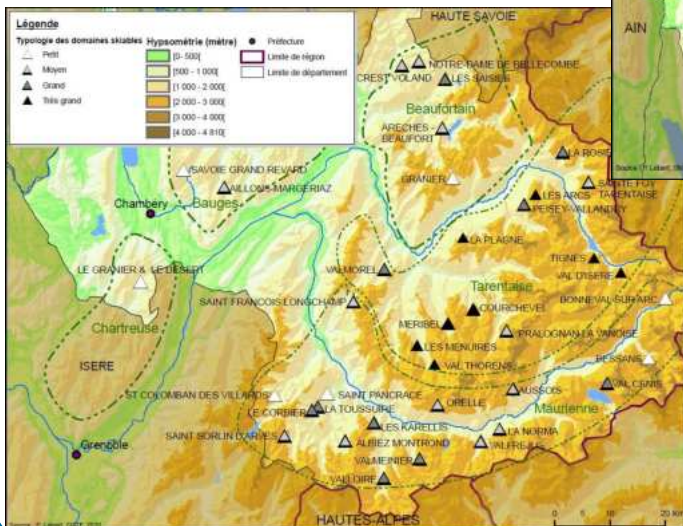 Légende
Typologie des domaines skiables
Petit
Moyen
Grand
Très grand
Hypsométrie (mètre)
[0- 500[
[500 - 1 000[
[1 000 - 2 000[
[2 000 - 3 000[
[3 000 - 4 000[
[4 000 - 4 810[
Préfecture
Limite de région
Limite de département
HAUTE SAVOIE
AIN
NOTRE-DAME DE BELLECOMBE
CREST VOLAND
LES SAISIES
Beaufortain
ARECHES - BEAUFORT
LA ROSIE
SAVOIE GRAND REVARD
AILLONS-MARGERIAZ
Bauges
Chambery
GRANIER
SAINTE FOY TARENTAISE
LES ARCS
PEISEY-VALLANDRY
LA PLAGNE
TIGNES
VAL D'ISERE
LE GRANIER & LE DESERT
VALMOREL
Tarentaise
BONNEVAL-SUR-ARC
SAINT FRANCOIS LONGCHAMP
COURCHEVEL
Chartreuse
MERIBEL
PRALOGNAN LA VANOISE
LES MENUIRES
BESSANS
ISERE
VAL THORENS
ST COLOMBAN DES VILLARDS
SAINT PANCRACE
AUSSOIS
VAL CENIS
LE CORBIER
LA TOUSSUIRE
ORELLE
Maurienne
LES KARELLIS
LA NORMA
SAINT SORLIN D'ARVES
ALBIEZ MONTROND
VALFREJUS
Grenoble
VALMEINIER
VALLOIRE
HAUTES-ALPES
0 5 10 20 Km